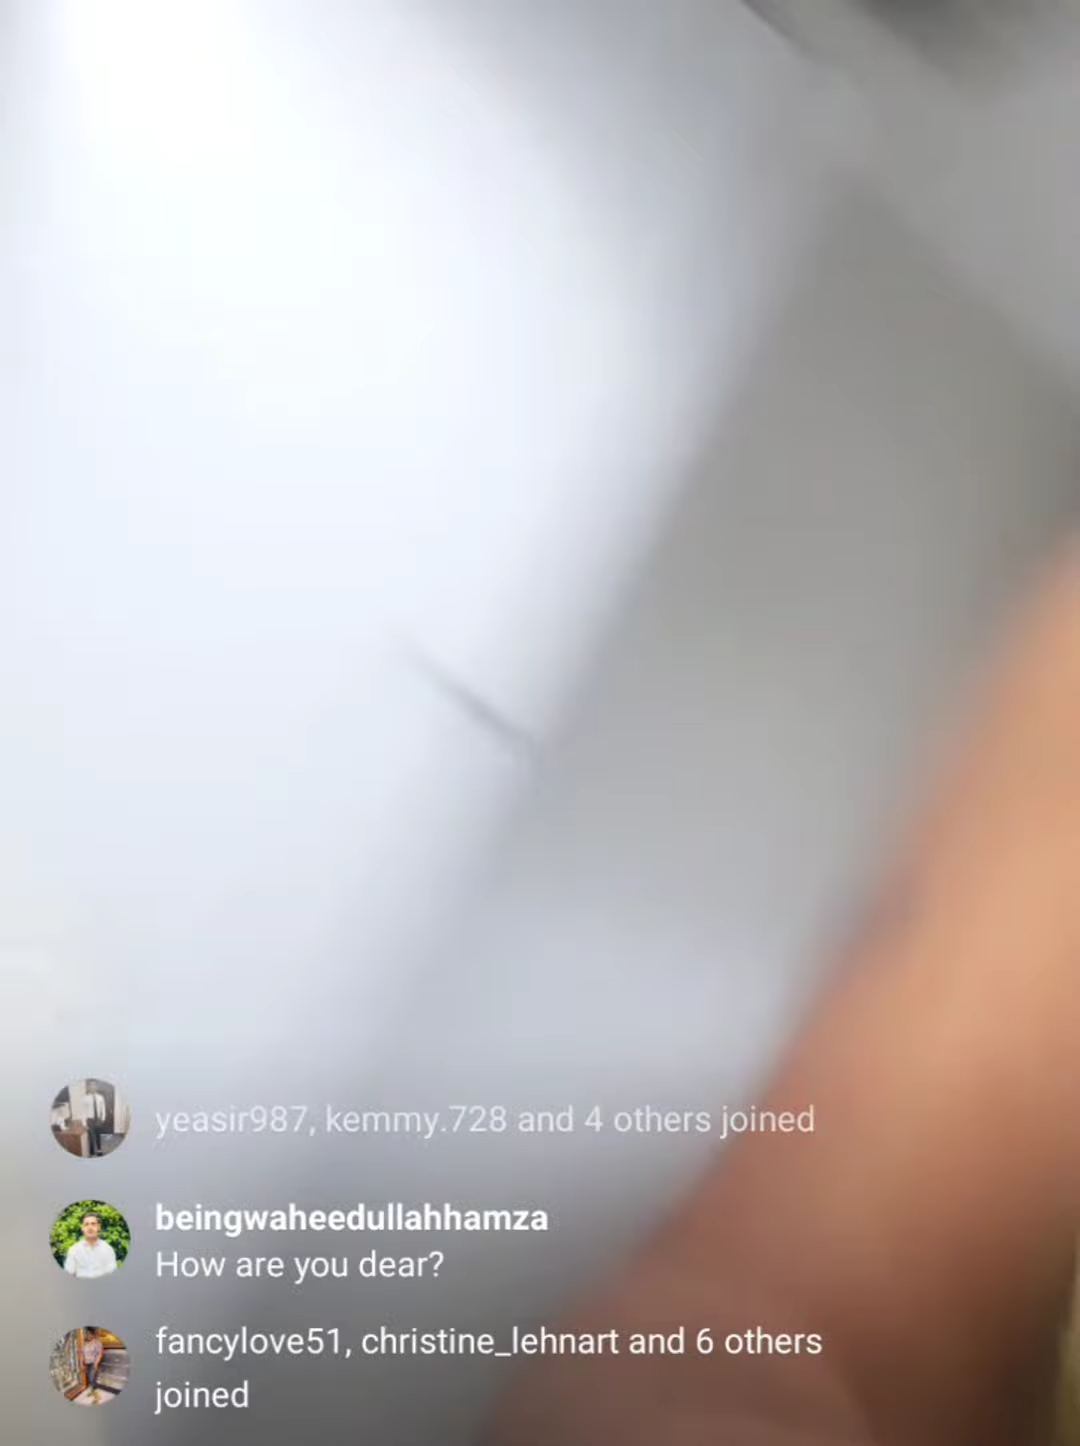 yeasir987, kemmy.728 and 4 others joined
beingwaheedullahhamza
How are you dear?
fancylove51, christine_lehnart and 6 others
joined